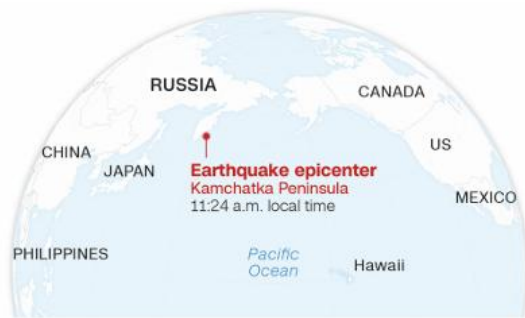 RUSSIA
CANADA
CHINA
JAPAN
US
Earthquake epicenter
Kamchatka Peninsula
11:24 a.m. local time
MEXICO
PHILIPPINES
Pacific
Ocean
Hawaii